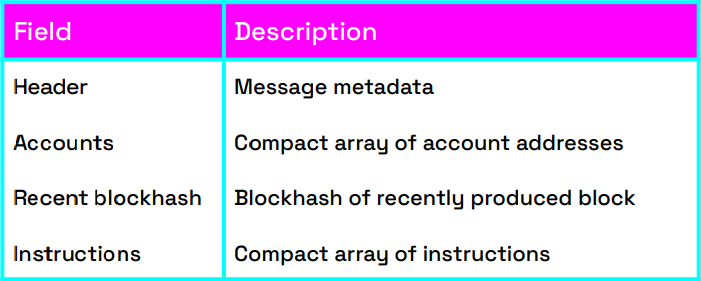 Field Description
Header Message metadata
Accounts Compact array of account addresses
Recent blockhash Blockhash of recently produced block
Instructions Compact array of instructions